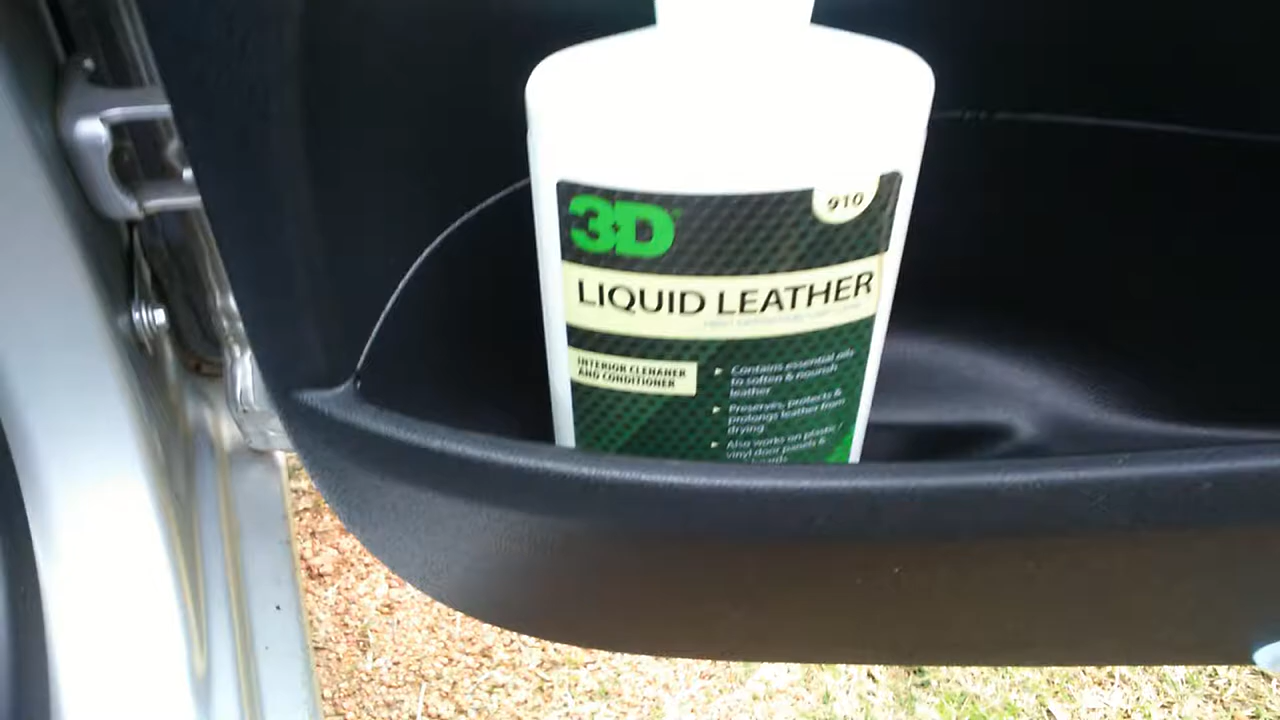 3D
910
LIQUID LEATHER
INTERIOR CLENANER
AND CONDITIONER
Contains essential oils
to soften & nourish
leather
Preserves, protects &
prolongs leather from
drying
Also works on plastic /
vinyl door panels &